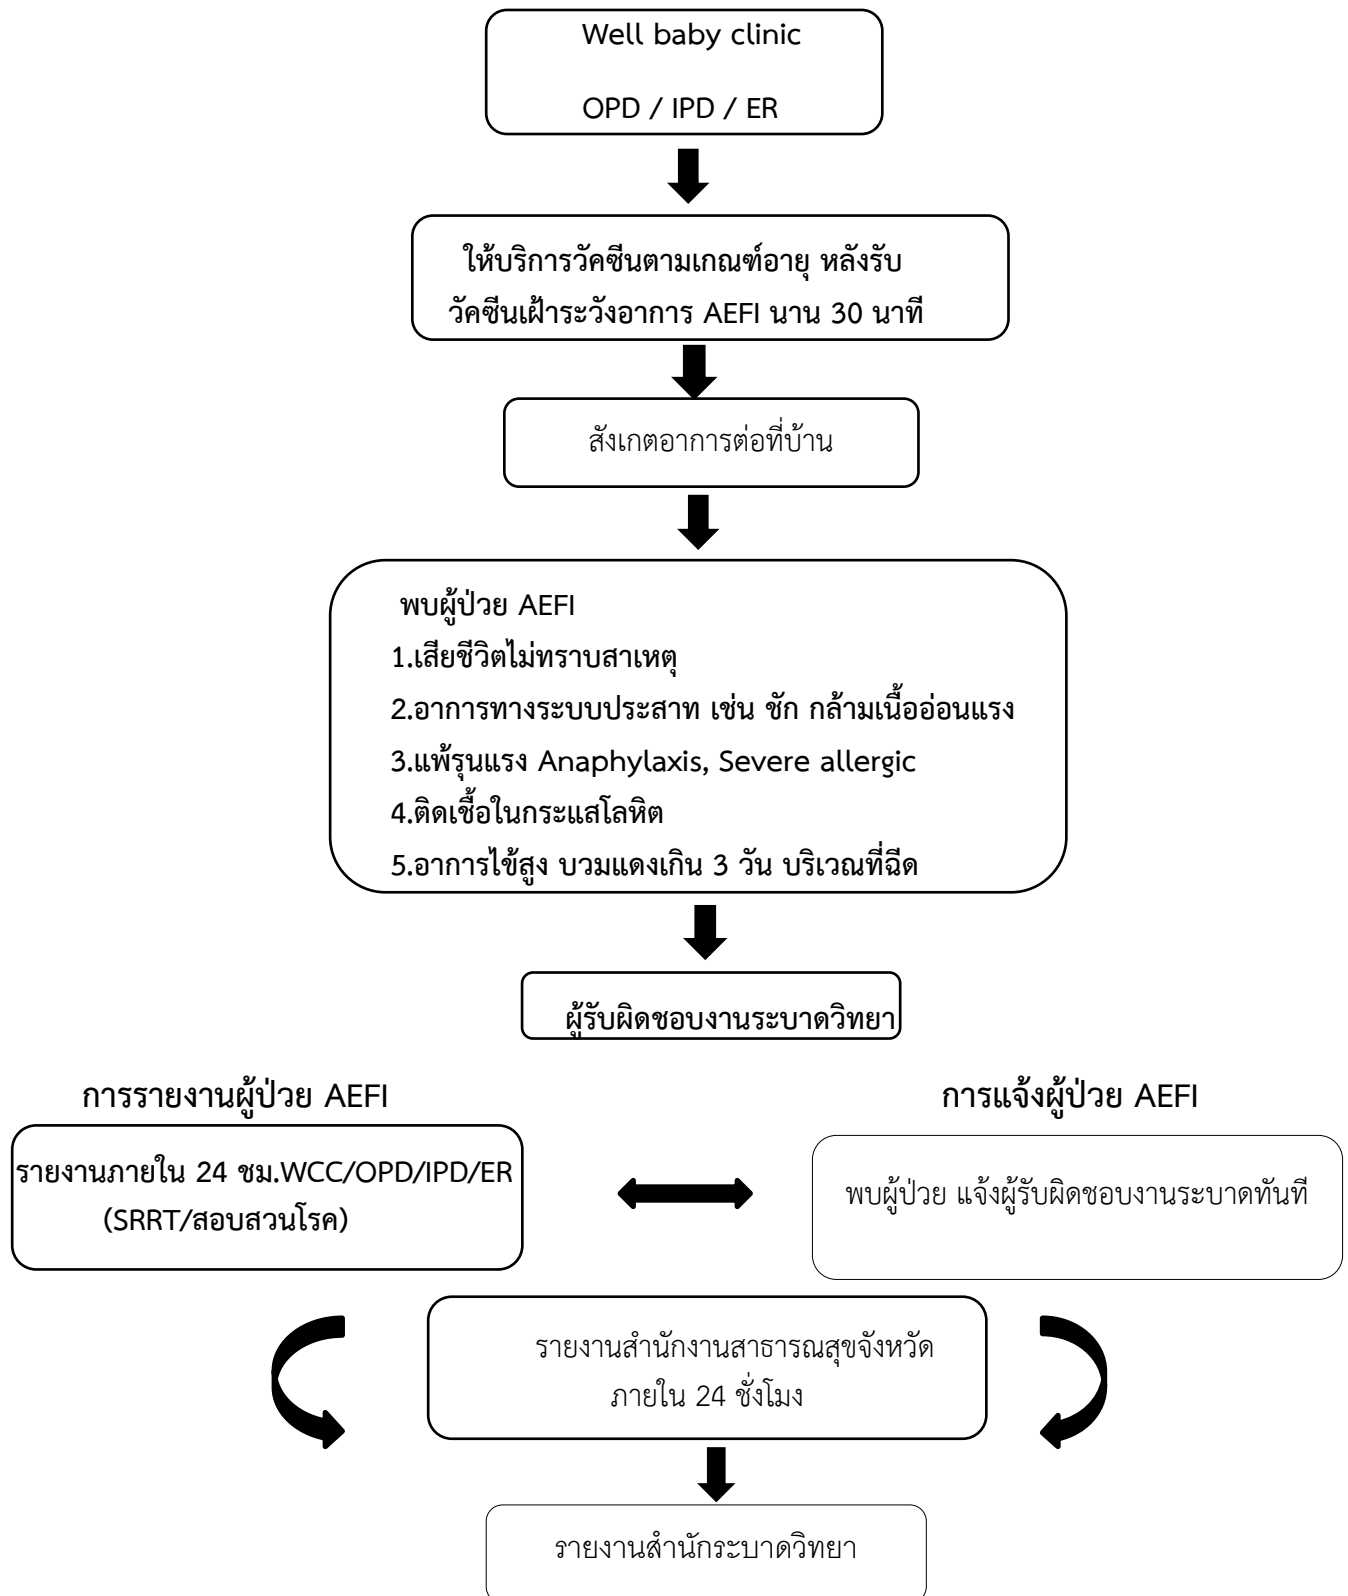 Well baby clinic
OPD / IPD / ER
ให้บริการวัคซีนตามเกณฑ์อายุ หลังรับ
วัคซีนเฝ้าระวังอาการ AEFI นาน 30 นาที
สังเกตอาการต่อที่บ้าน
พบผู้ป่วย AEFI
1.เสียชีวิตไม่ทราบสาเหตุ
2.อาการทางระบบประสาท เช่น ชัก กล้ามเนื้ออ่อนแรง
3.แพ้รุนแรง Anaphylaxis, Severe allergic
4.ติดเชื้อในกระแสโลหิต
5.อาการไข้สูง บวมแดงเกิน 3 วัน บริเวณที่ฉีด
ผู้รับผิดชอบงานระบาดวิทยา
การรายงานผู้ป่วย AEFI
รายงานภายใน 24 ชม.WCC/OPD/IPD/ER
(SRRT/สอบสวนโรค)
การแจ้งผู้ป่วย AEFI
พบผู้ป่วย แจ้งผู้รับผิดชอบงานระบาดทันที
รายงานสำนักงานสาธารณสุขจังหวัด
ภายใน 24 ชั่งโมง
รายงานสำนักระบาดวิทยา